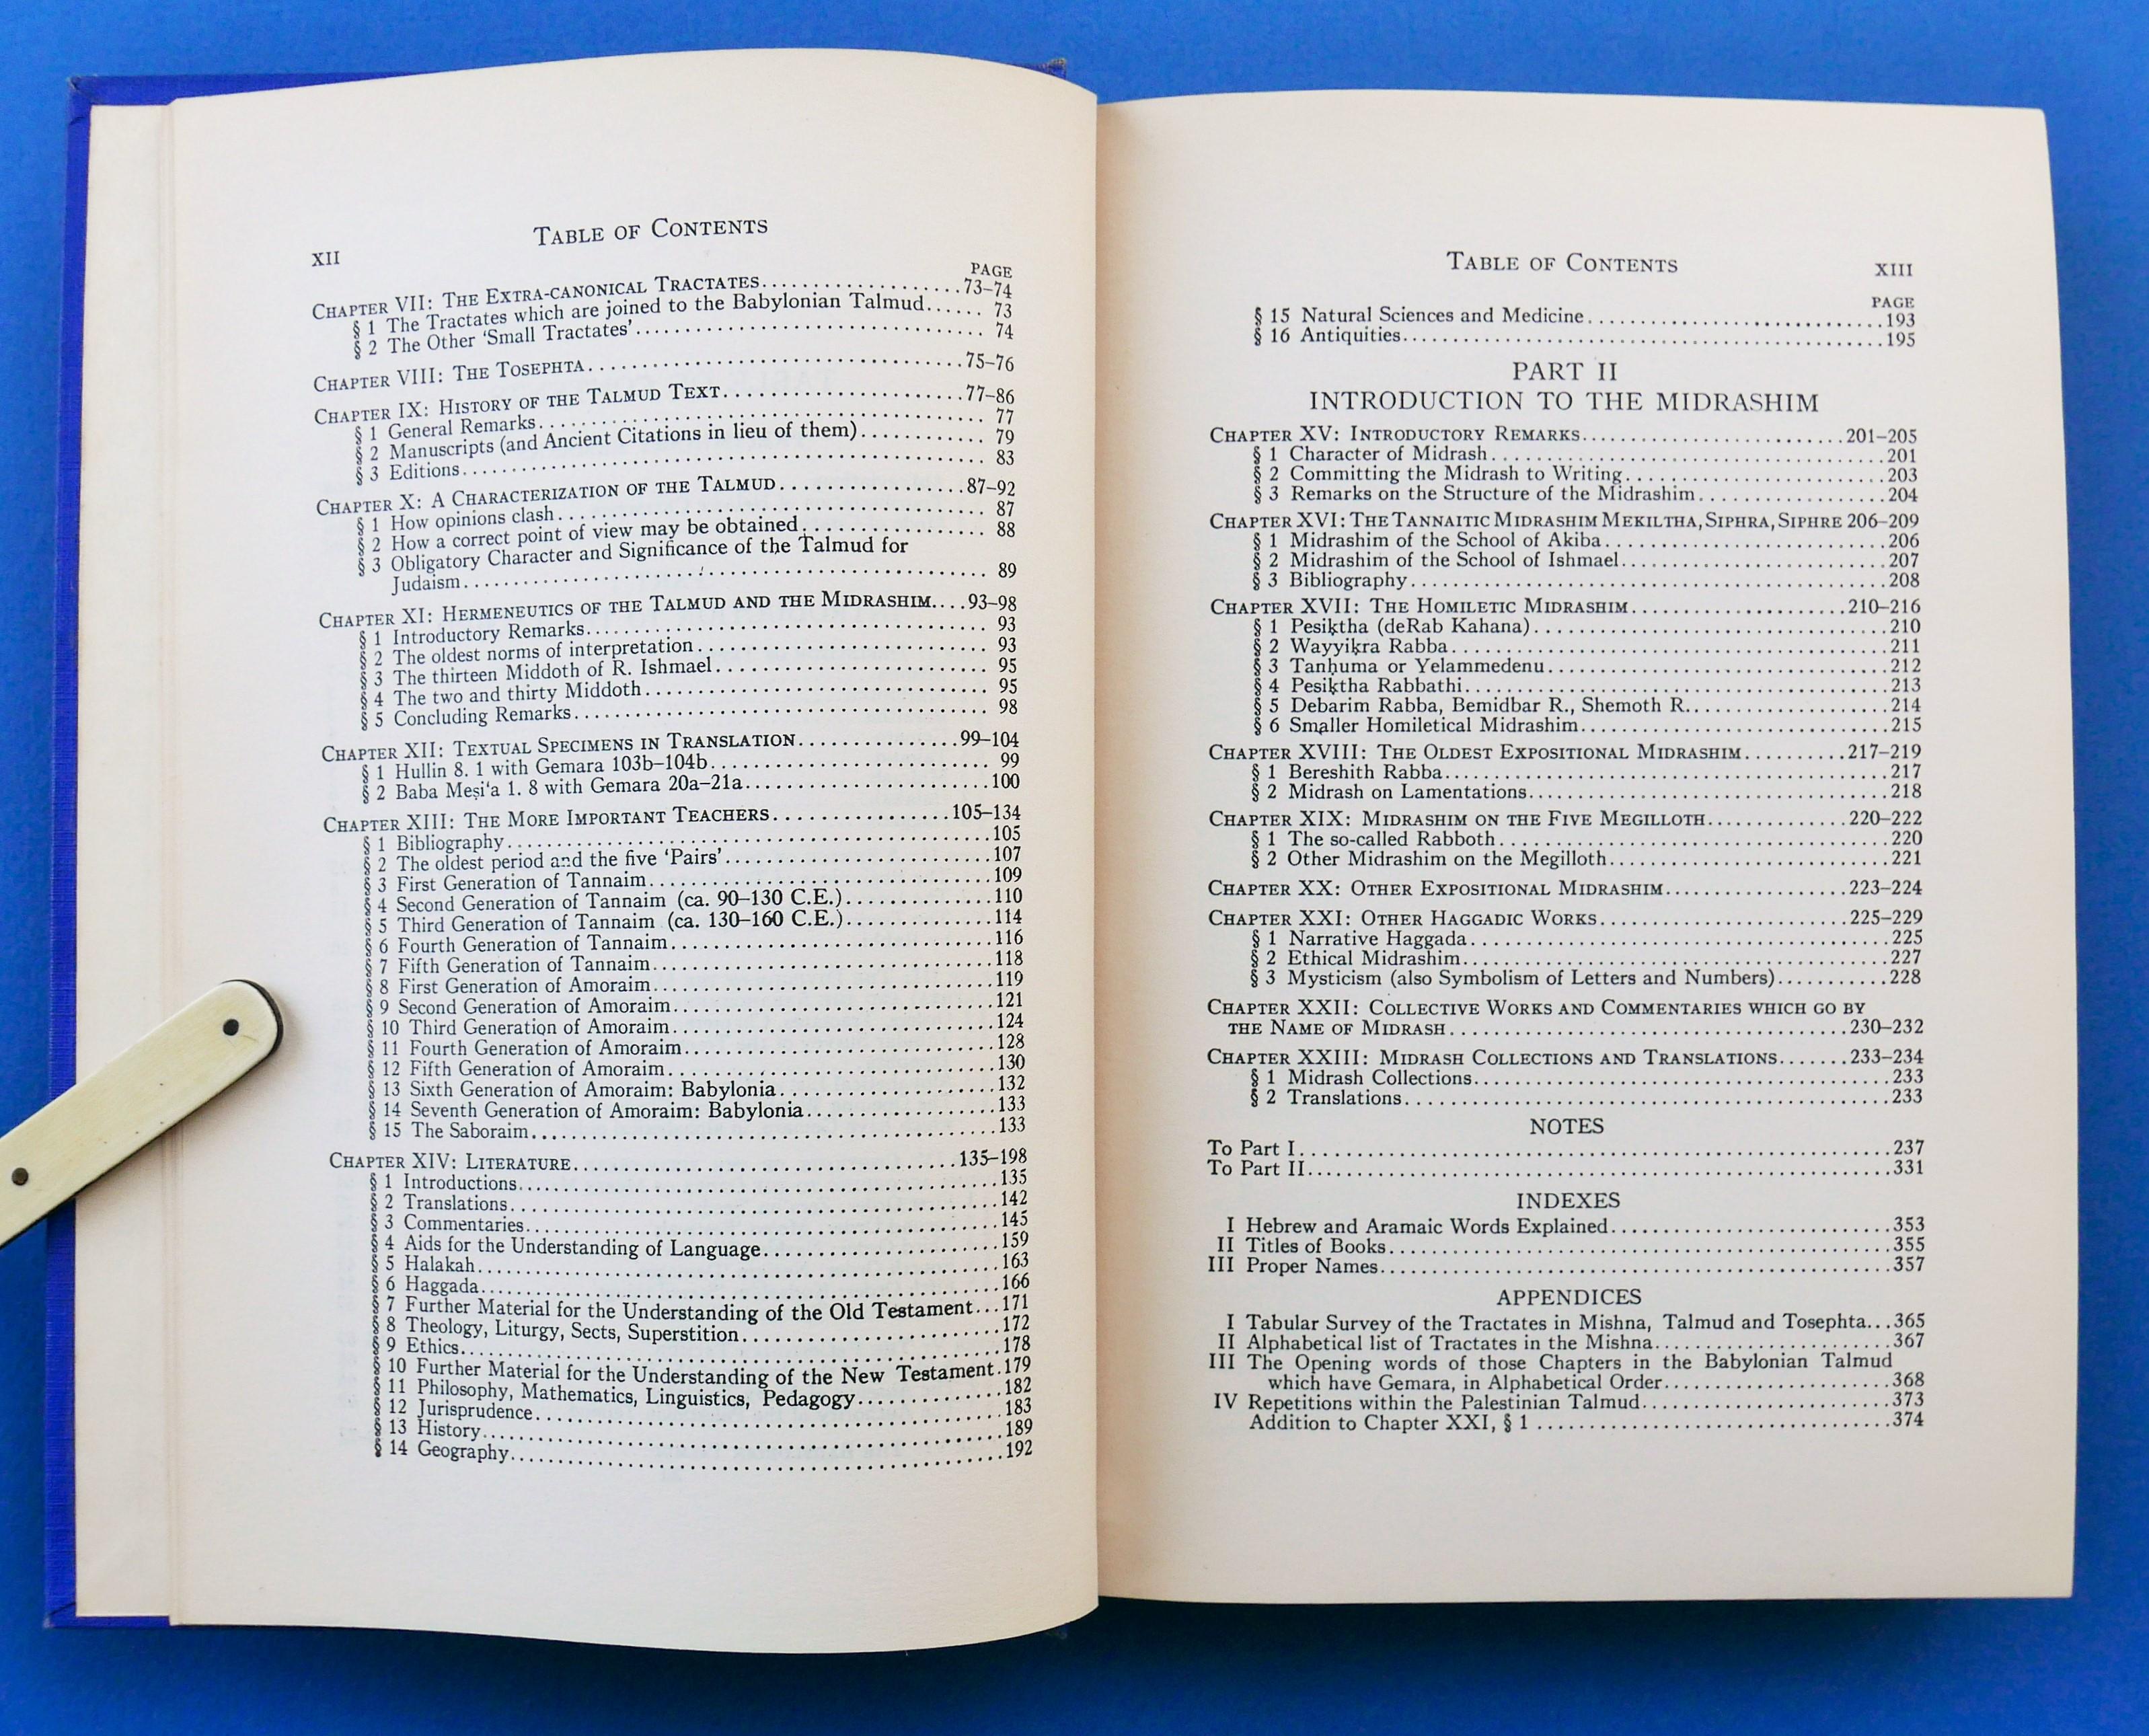 XII
TABLE OF CONTENTS
PAGE
CHAPTER VII: THE EXTRA-CANONICAL TRACTATES....................73–74
§ 1 The Tractates which are joined to the Babylonian Talmud...... 73
§ 2 The Other 'Small Tractates'................................... 74
CHAPTER VIII: THE TOSEPHTA......................................75–76
CHAPTER IX: HISTORY OF THE TALMUD TEXT........................77–86
§ 1 General Remarks............................................. 77
§ 2 Manuscripts (and Ancient Citations in lieu of them)............ 79
§ 3 Editions..................................................... 83
CHAPTER X: A CHARACTERIZATION OF THE TALMUD..................87–92
§ 1 How opinions clash........................................... 87
§ 2 How a correct point of view may be obtained................... 88
§ 3 Obligatory Character and Significance of the Talmud for
Judaism..................................................... 89
CHAPTER XI: HERMENEUTICS OF THE TALMUD AND THE MIDRASHIM....93–98
§ 1 Introductory Remarks........................................ 93
§ 2 The oldest norms of interpretation............................. 93
§ 3 The thirteen Middoth of R. Ishmael........................... 95
§ 4 The two and thirty Middoth.................................. 95
§ 5 Concluding Remarks......................................... 98
CHAPTER XII: TEXTUAL SPECIMENS IN TRANSLATION................99–104
§ 1 Hullin 8. 1 with Gemara 103b–104b............................ 99
§ 2 Baba Meṣi‘a 1. 8 with Gemara 20a–21a.........................100
CHAPTER XIII: THE MORE IMPORTANT TEACHERS..................105–134
§ 1 Bibliography................................................105
§ 2 The oldest period and the five 'Pairs'...........................107
§ 3 First Generation of Tannaim..................................109
§ 4 Second Generation of Tannaim (ca. 90–130 C.E.)...............110
§ 5 Third Generation of Tannaim (ca. 130–160 C.E.)...............114
§ 6 Fourth Generation of Tannaim................................116
§ 7 Fifth Generation of Tannaim..................................118
§ 8 First Generation of Amoraim..................................119
§ 9 Second Generation of Amoraim...............................121
§ 10 Third Generation of Amoraim................................124
§ 11 Fourth Generation of Amoraim...............................128
§ 12 Fifth Generation of Amoraim.................................130
§ 13 Sixth Generation of Amoraim: Babylonia......................132
§ 14 Seventh Generation of Amoraim: Babylonia...................133
§ 15 The Saboraim..............................................133
CHAPTER XIV: LITERATURE......................................135–198
§ 1 Introductions................................................135
§ 2 Translations.................................................142
§ 3 Commentaries...............................................145
§ 4 Aids for the Understanding of Language.......................159
§ 5 Halakah....................................................163
§ 6 Haggada....................................................166
§ 7 Further Material for the Understanding of the Old Testament...171
§ 8 Theology, Liturgy, Sects, Superstition..........................172
§ 9 Ethics......................................................178
§ 10 Further Material for the Understanding of the New Testament.179
§ 11 Philosophy, Mathematics, Linguistics, Pedagogy...............182
§ 12 Jurisprudence..............................................183
§ 13 History....................................................189
§ 14 Geography.................................................192
TABLE OF CONTENTS
XIII
PAGE
§ 15 Natural Sciences and Medicine...............................193
§ 16 Antiquities.................................................195
PART II
INTRODUCTION TO THE MIDRASHIM
CHAPTER XV: INTRODUCTORY REMARKS..........................201–205
§ 1 Character of Midrash........................................201
§ 2 Committing the Midrash to Writing...........................203
§ 3 Remarks on the Structure of the Midrashim....................204
CHAPTER XVI: THE TANNAITIC MIDRASHIM MEKILTHA, SIPHRA, SIPHRE 206–209
§ 1 Midrashim of the School of Akiba.............................206
§ 2 Midrashim of the School of Ishmael...........................207
§ 3 Bibliography................................................208
CHAPTER XVII: THE HOMILETIC MIDRASHIM.....................210–216
§ 1 Pesiḳtha (deRab Kahana)....................................210
§ 2 Wayyiḳra Rabba............................................211
§ 3 Tanḥuma or Yelammedenu...................................212
§ 4 Pesiḳtha Rabbathi...........................................213
§ 5 Debarim Rabba, Bemidbar R., Shemoth R.....................214
§ 6 Smaller Homiletical Midrashim...............................215
CHAPTER XVIII: THE OLDEST EXPOSITIONAL MIDRASHIM..........217–219
§ 1 Bereshith Rabba............................................217
§ 2 Midrash on Lamentations....................................218
CHAPTER XIX: MIDRASHIM ON THE FIVE MEGILLOTH..............220–222
§ 1 The so-called Rabboth.......................................220
§ 2 Other Midrashim on the Megilloth............................221
CHAPTER XX: OTHER EXPOSITIONAL MIDRASHIM..................223–224
CHAPTER XXI: OTHER HAGGADIC WORKS.........................225–229
§ 1 Narrative Haggada..........................................225
§ 2 Ethical Midrashim...........................................227
§ 3 Mysticism (also Symbolism of Letters and Numbers)...........228
CHAPTER XXII: COLLECTIVE WORKS AND COMMENTARIES WHICH GO BY
THE NAME OF MIDRASH........................................230–232
CHAPTER XXIII: MIDRASH COLLECTIONS AND TRANSLATIONS.......233–234
§ 1 Midrash Collections..........................................233
§ 2 Translations.................................................233
NOTES
To Part I........................................................237
To Part II.......................................................331
INDEXES
I Hebrew and Aramaic Words Explained............................353
II Titles of Books..................................................355
III Proper Names...................................................357
APPENDICES
I Tabular Survey of the Tractates in Mishna, Talmud and Tosephta...365
II Alphabetical list of Tractates in the Mishna.......................367
III The Opening words of those Chapters in the Babylonian Talmud
which have Gemara, in Alphabetical Order.......................368
IV Repetitions within the Palestinian Talmud.........................373
Addition to Chapter XXI, § 1 ....................................374